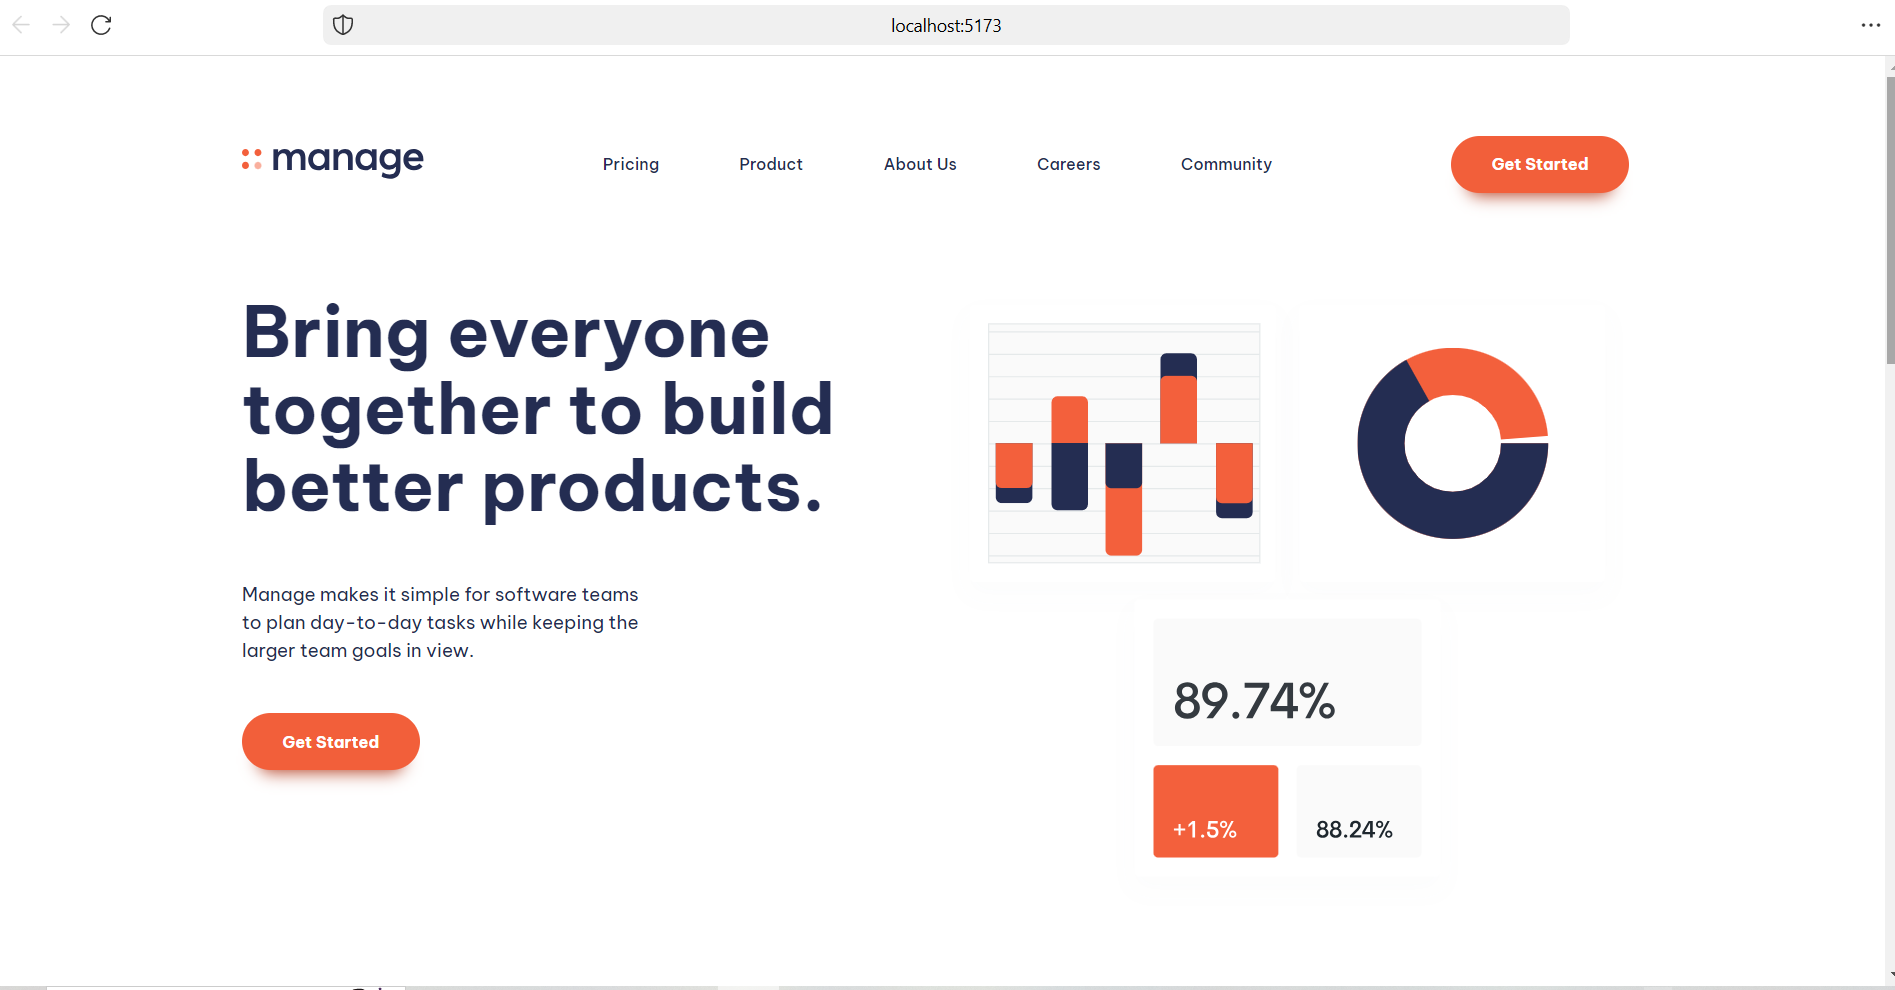 localhost:5173
manage
Pricing
Product
About Us
Careers
Community
Get Started
Bring everyone
together to build
better products.
Manage makes it simple for software teams
to plan day-to-day tasks while keeping the
larger team goals in view.
Get Started
89.74%
+1.5%
88.24%